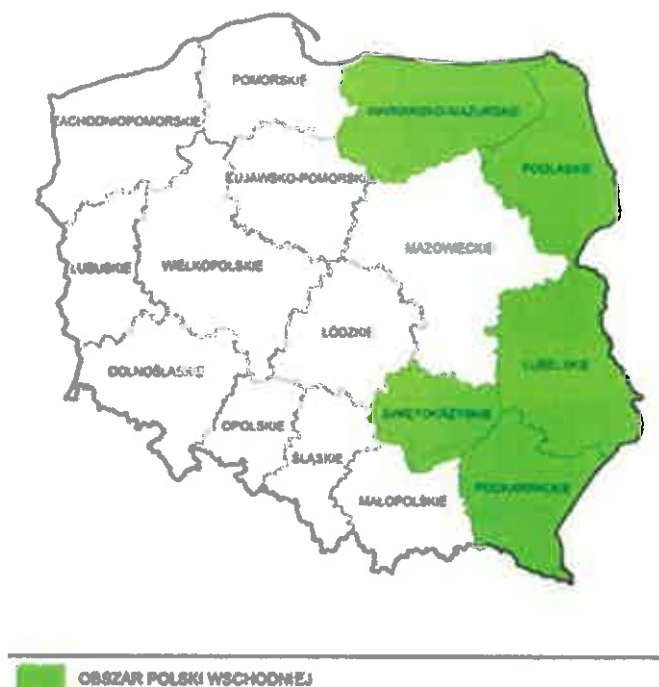 POMORSKIE
WARMIŃSKO-MAZURSKIE
ZACHODNIOPOMORSKIE
PODLASKIE
KUJAWSKO-POMORSKIE
MAZOWIECKIE
LUBUSKIE
WIELKOPOLSKIE
ŁÓDZKIE
LUBELSKIE
DOLNOŚLĄSKIE
ŚWIĘTOKRZYSKIE
OPOLSKIE
ŚLĄSKIE
PODKARPACKIE
MAŁOPOLSKIE
OBSZAR POLSKI WSCHODNIEJ